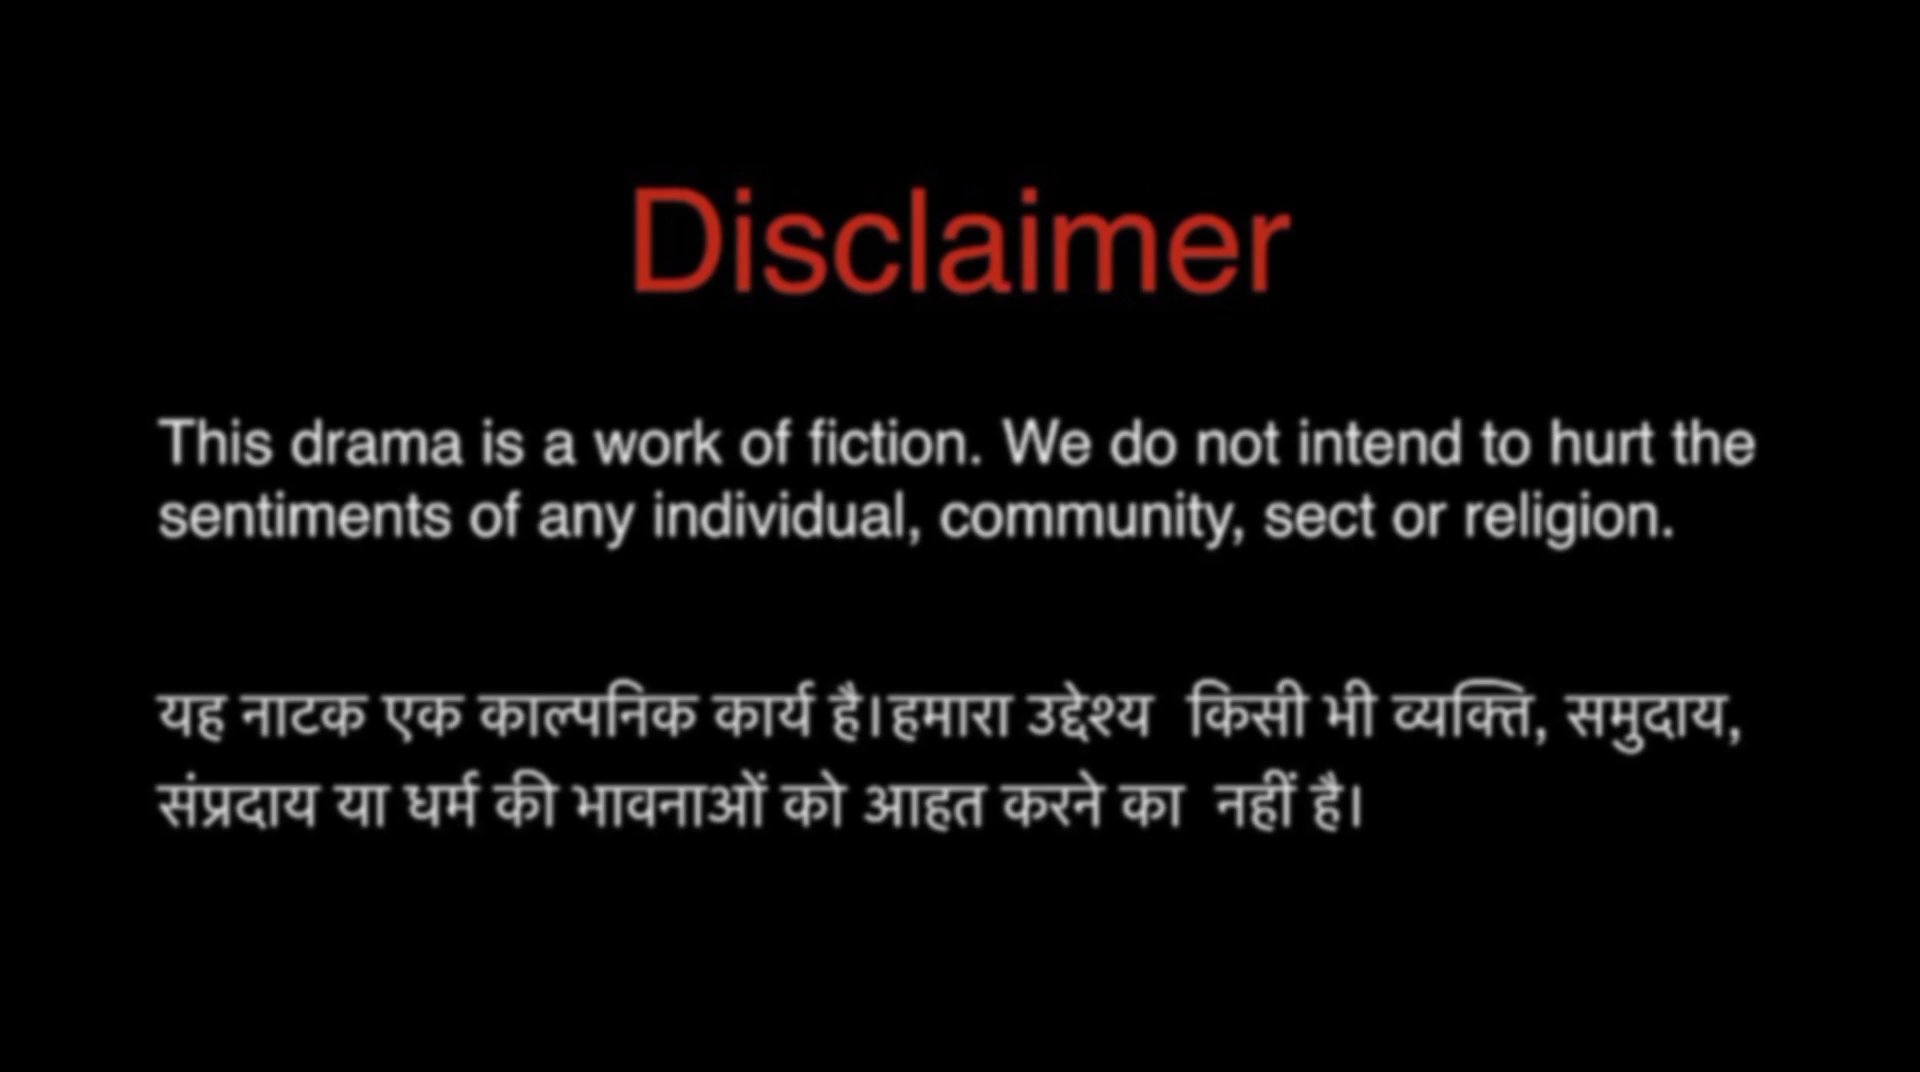 Disclaimer
This drama is a work of fiction. We do not intend to hurt the
sentiments of any individual, community, sect or religion.
यह नाटक एक काल्पनिक कार्य है।हमारा उद्देश्य किसी भी व्यक्ति, समुदाय,
संप्रदाय या धर्म की भावनाओं को आहत करने का नहीं है।